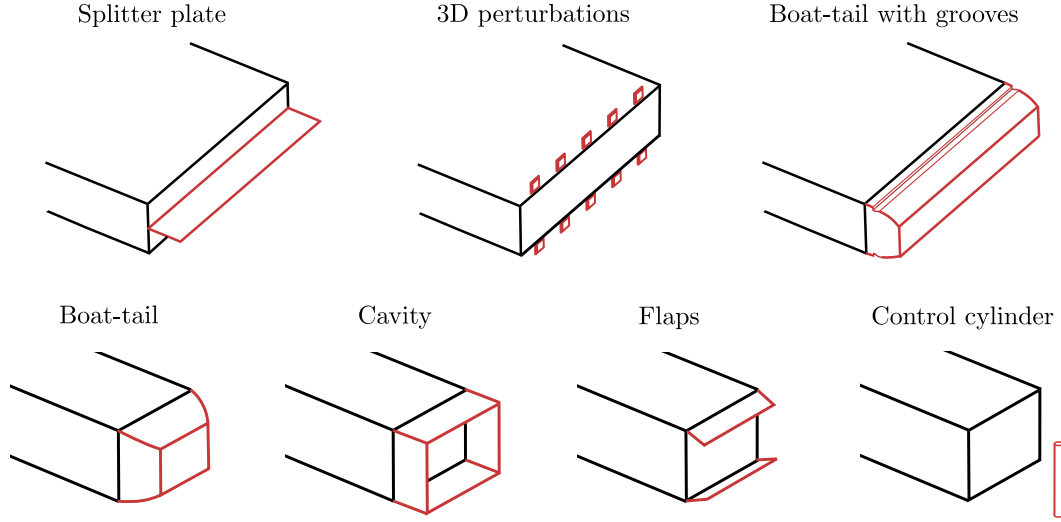 Splitter plate
3D perturbations
Boat-tail with grooves
Boat-tail
Cavity
Flaps
Control cylinder